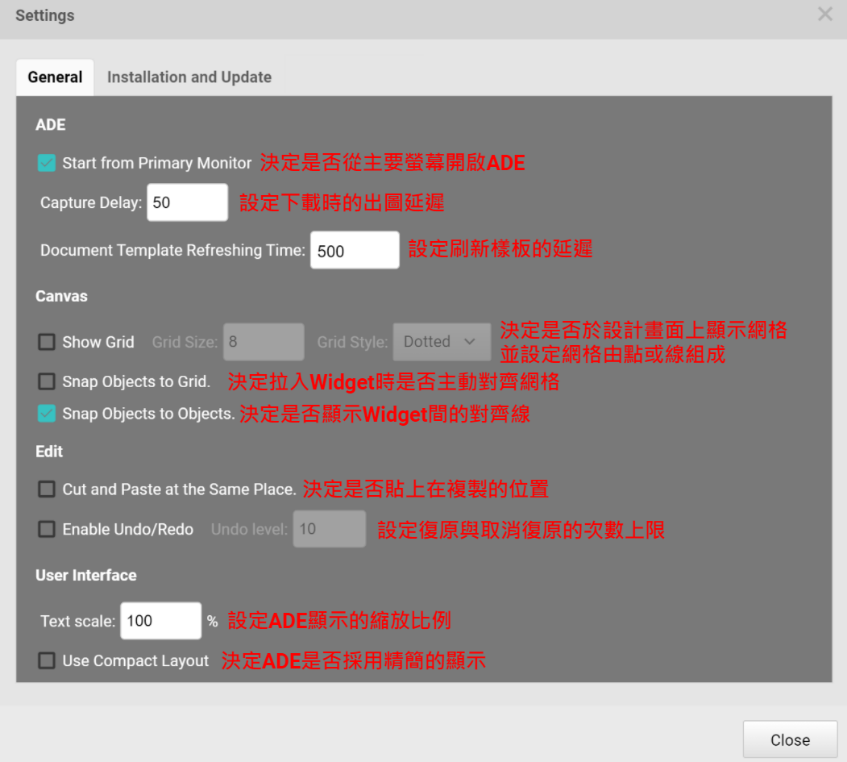 Settings
General Installation and Update
ADE
Start from Primary Monitor 決定是否從主要螢幕開啟ADE
Capture Delay: 50 設定下載時的出圖延遲
Document Template Refreshing Time: 500 設定刷新樣板的延遲
Canvas
Show Grid Grid Size: 8 Grid Style: Dotted 決定是否於設計畫面上顯示網格
並設定網格由點或線組成
Snap Objects to Grid. 決定拉入Widget時是否主動對齊網格
Snap Objects to Objects. 決定是否顯示Widget間的對齊線
Edit
Cut and Paste at the Same Place. 決定是否貼上在複製的位置
Enable Undo/Redo Undo level: 10 設定復原與取消復原的次數上限
User Interface
Text scale: 100 % 設定ADE顯示的縮放比例
Use Compact Layout 決定ADE是否採用精簡的顯示
Close